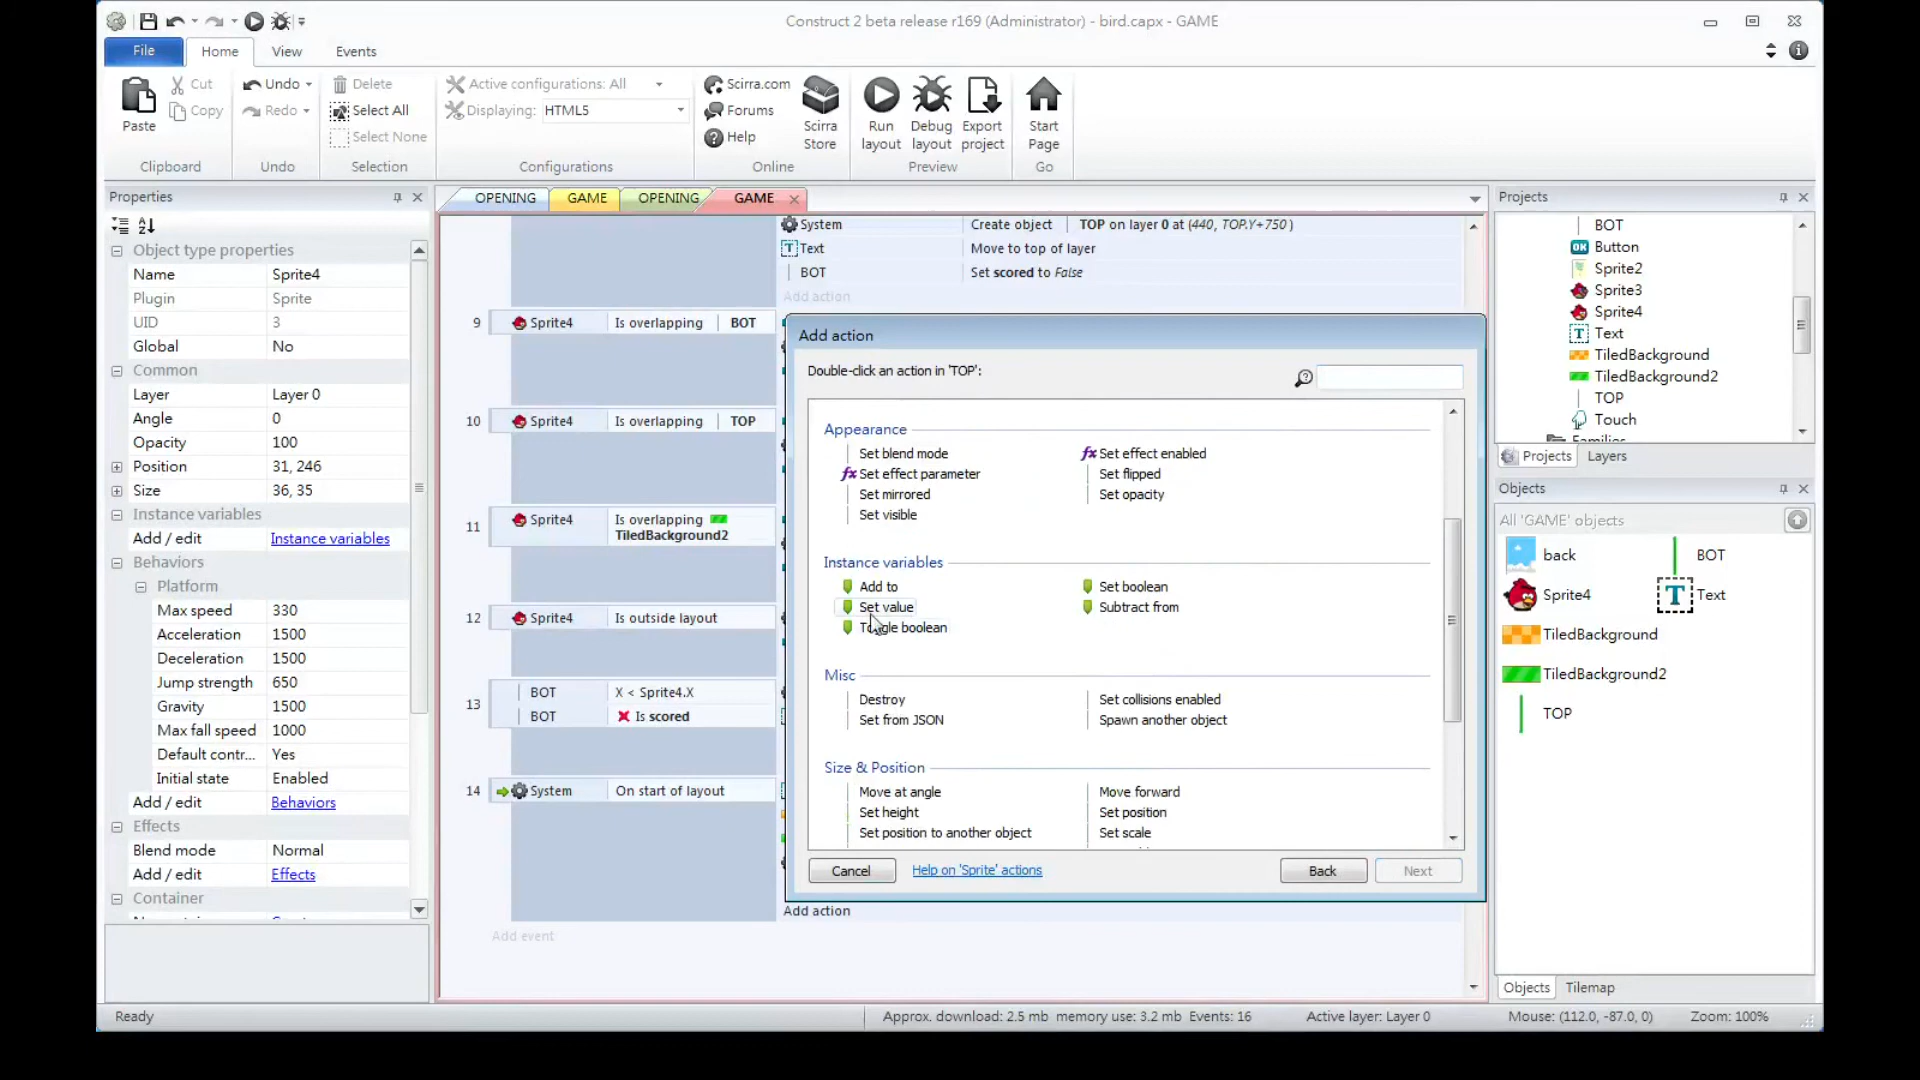 Construct 2 beta release r169 (Administrator) - bird.capx - GAME
File
Home
View
Events
Paste
Cut
Copy
Clipboard
Undo
Redo
Undo
Delete
Select All
Select None
Selection
Active configurations: All
Displaying: HTML5
Configurations
Scirra.com
Forums
Help
Scirra Store
Online
Run layout
Debug layout
Export project
Preview
Start Page
Go
Properties
Object type properties
Name Sprite4
Plugin Sprite
UID 3
Global No
Common
Layer Layer 0
Angle 0
Opacity 100
Position 31, 246
Size 36, 35
Instance variables
Add / edit Instance variables
Behaviors
Platform
Max speed 330
Acceleration 1500
Deceleration 1500
Jump strength 650
Gravity 1500
Max fall speed 1000
Default contr... Yes
Initial state Enabled
Add / edit Behaviors
Effects
Blend mode Normal
Add / edit Effects
Container
OPENING GAME OPENING GAME
System Create object TOP on layer 0 at (440, TOP.Y+750 )
Text Move to top of layer
BOT Set scored to False
Add action
9 Sprite4 Is overlapping BOT
10 Sprite4 Is overlapping TOP
11 Sprite4 Is overlapping
TiledBackground2
12 Sprite4 Is outside layout
13 BOT X < Sprite4.X
BOT Is scored
14 System On start of layout
Add action
Add event
Add action
Double-click an action in 'TOP':
Appearance
Set blend mode fx Set effect enabled
fx Set effect parameter Set flipped
Set mirrored Set opacity
Set visible
Instance variables
Add to Set boolean
Set value Subtract from
Toggle boolean
Misc
Destroy Set collisions enabled
Set from JSON Spawn another object
Size & Position
Move at angle Move forward
Set height Set position
Set position to another object Set scale
Cancel Help on 'Sprite' actions Back Next
Projects
BOT
OK Button
Sprite2
Sprite3
Sprite4
T Text
TiledBackground
TiledBackground2
TOP
Touch
Families
Projects Layers
Objects
All 'GAME' objects
back BOT
Sprite4 T Text
TiledBackground
TiledBackground2
TOP
Objects Tilemap
Ready Approx. download: 2.5 mb memory use: 3.2 mb Events: 16 Active layer: Layer 0 Mouse: (112.0, -87.0, 0) Zoom: 100%